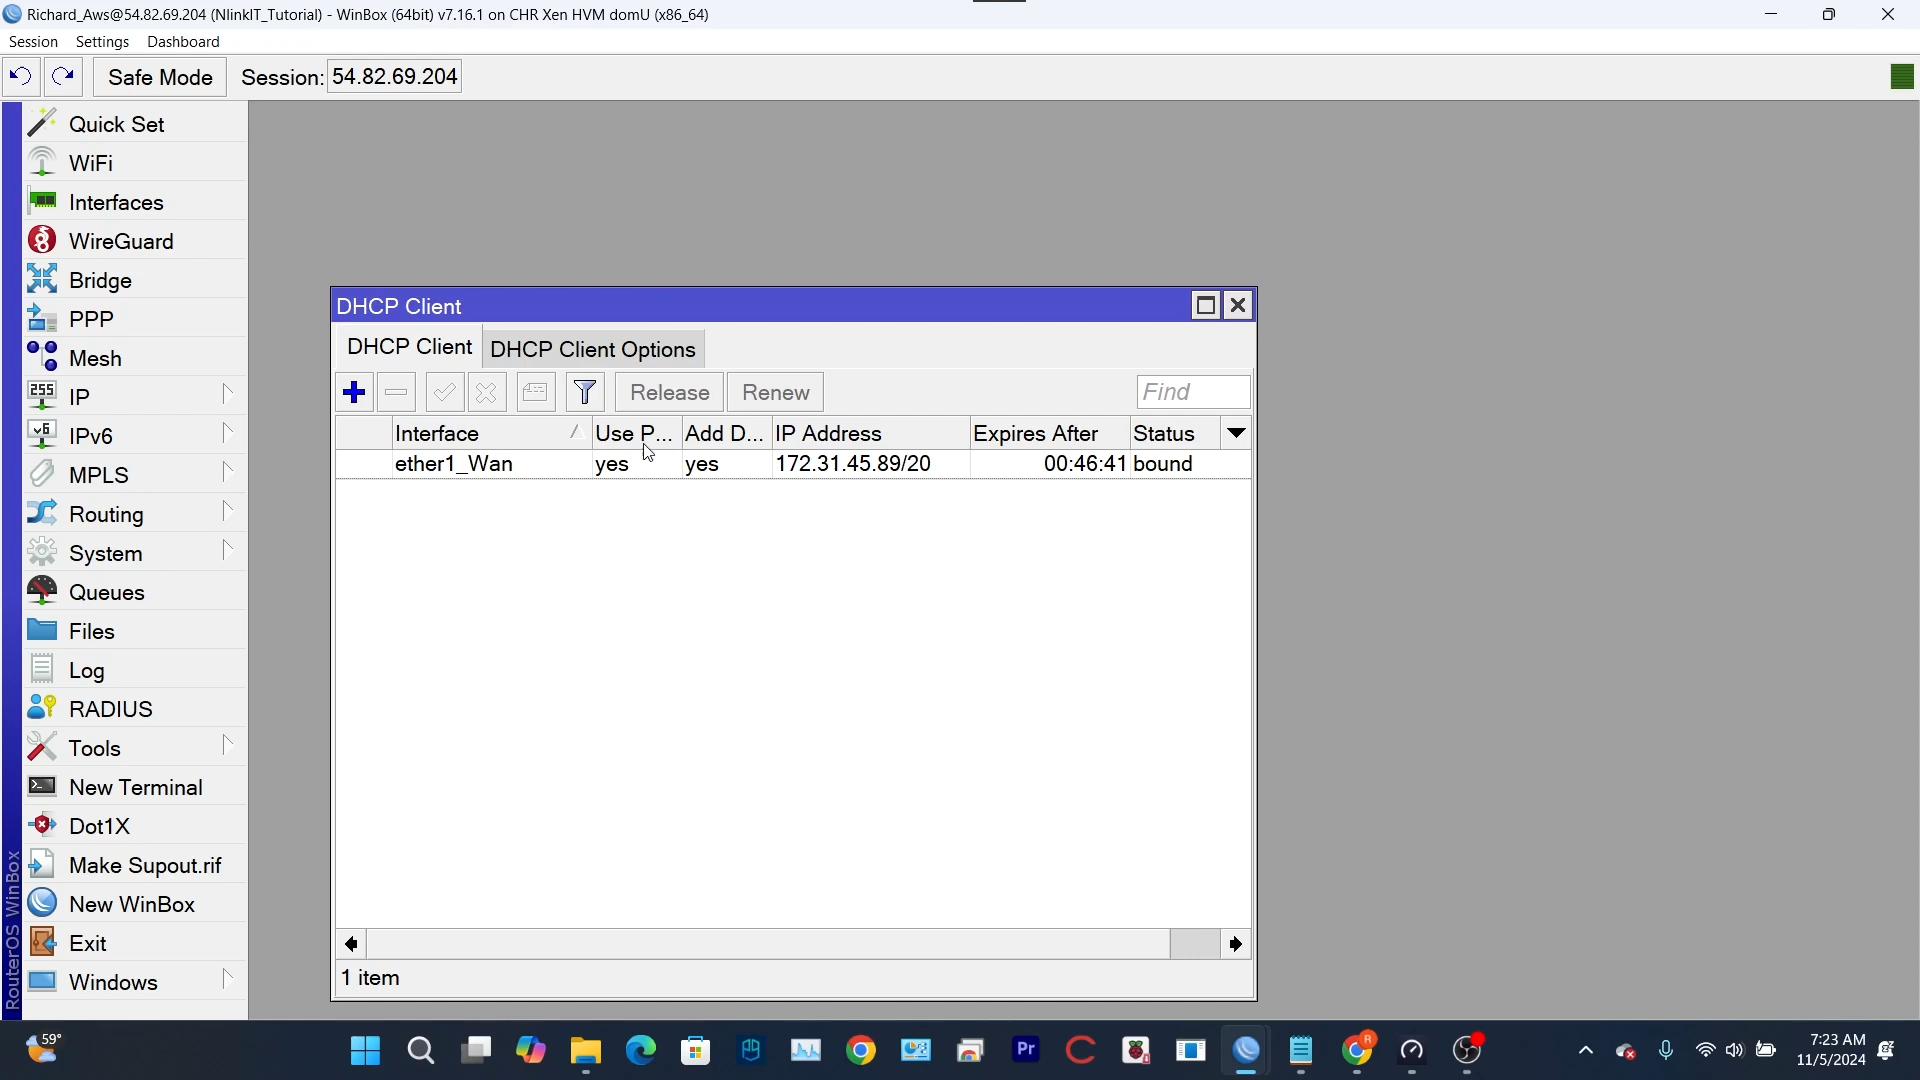 Richard_Aws@54.82.69.204 (NlinkIT_Tutorial) - WinBox (64bit) v7.16.1 on CHR Xen HVM domU (x86_64)
Session Settings Dashboard
Safe Mode Session: 54.82.69.204
Quick Set
WiFi
Interfaces
WireGuard
Bridge
PPP
Mesh
255 IP
v6 IPv6
MPLS
Routing
System
Queues
Files
Log
RADIUS
Tools
New Terminal
Dot1X
Make Supout.rif
New WinBox
Exit
Windows
RouterOS WinBox
DHCP Client
DHCP Client DHCP Client Options
Release Renew Find
Interface Use P... Add D... IP Address Expires After Status
ether1_Wan yes yes 172.31.45.89/20 00:46:41 bound
1 item
59° Pr R 7:23 AM
11/5/2024